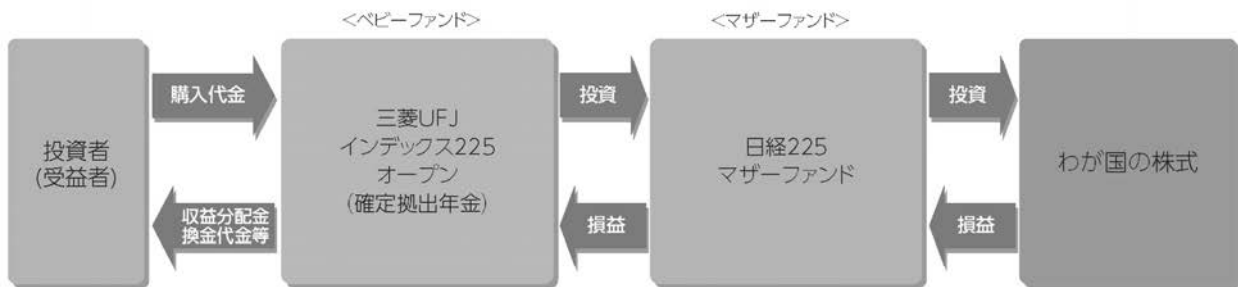 ＜ベビーファンド＞
＜マザーファンド＞
投資者
(受益者)
購入代金
収益分配金
換金代金等
三菱UFJ
インデックス225
オープン
(確定拠出年金)
投資
損益
日経225
マザーファンド
投資
損益
わが国の株式